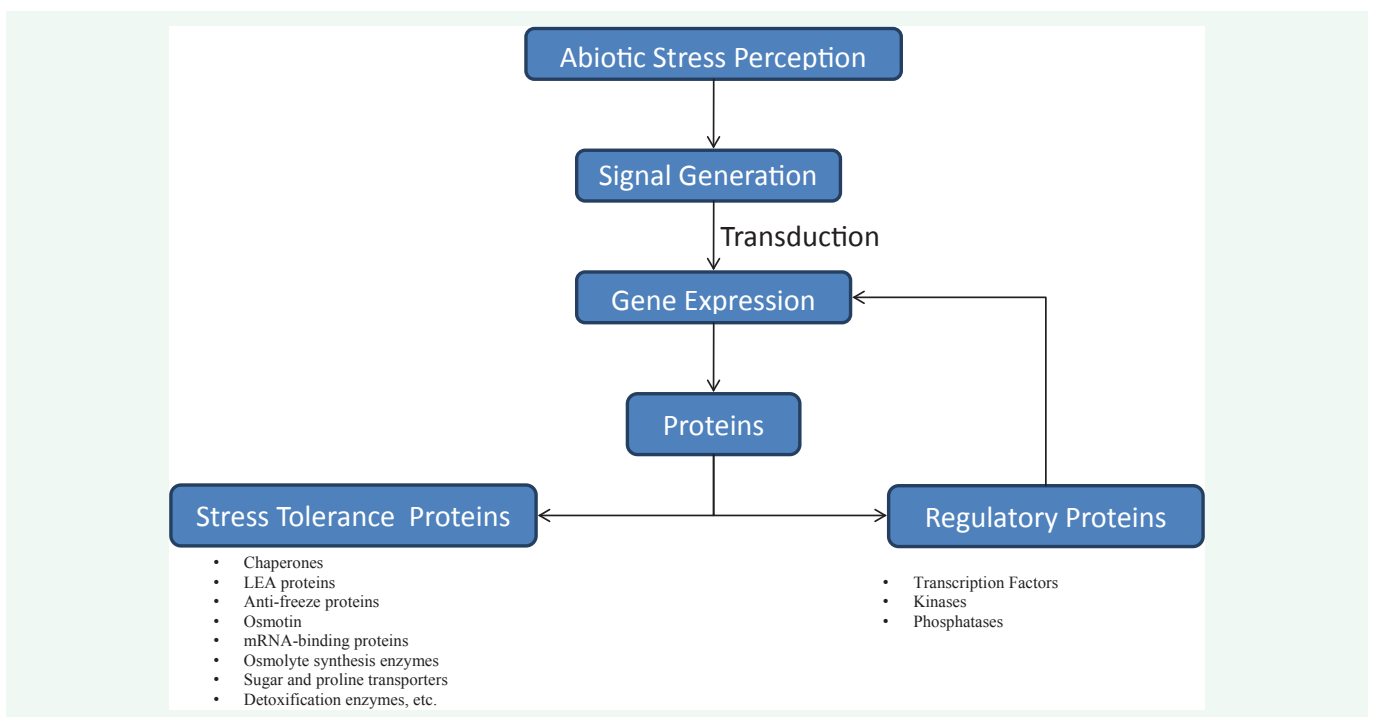 Abiotic Stress Perception
Signal Generation
Transduction
Gene Expression
Proteins
Stress Tolerance Proteins
• Chaperones
• LEA proteins
• Anti-freeze proteins
• Osmotin
• mRNA-binding proteins
• Osmolyte synthesis enzymes
• Sugar and proline transporters
• Detoxification enzymes, etc.
Regulatory Proteins
• Transcription Factors
• Kinases
• Phosphatases